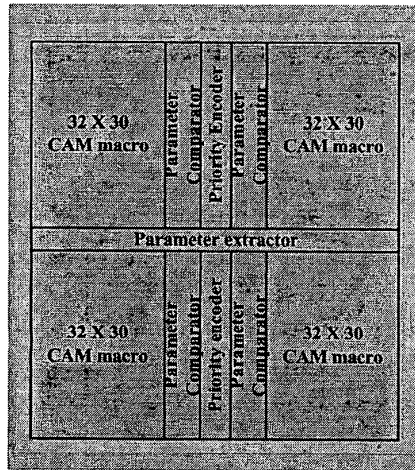 32 X 30
CAM macro
Parameter
Comparator
Priority Encoder
Parameter
Comparator
32 X 30
CAM macro
Parameter extractor
32 X 30
CAM macro
Parameter
Comparator
Priority encoder
Parameter
Comparator
32 X 30
CAM macro